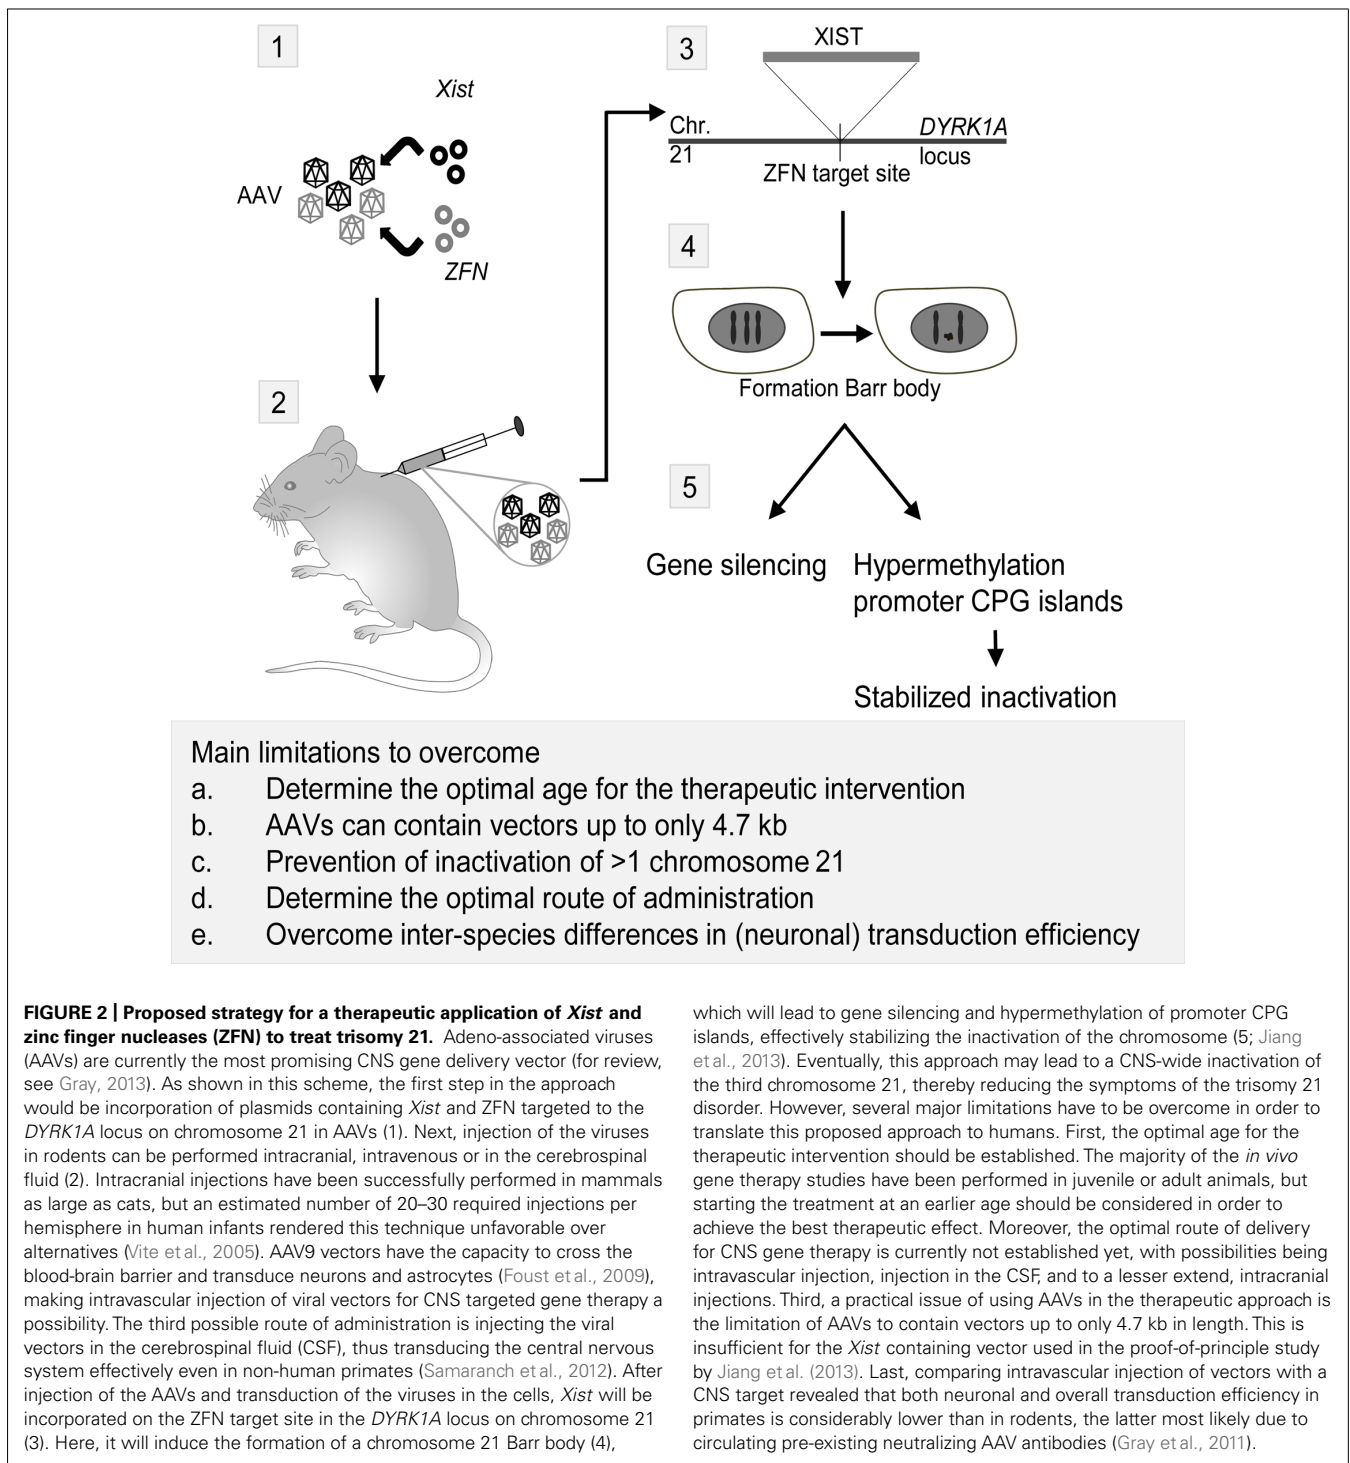 1
Xist
AAV
ZFN
2
3
XIST
Chr.
21
DYRK1A
locus
ZFN target site
4
Formation Barr body
5
Gene silencing
Hypermethylation
promoter CPG islands
Stabilized inactivation
Main limitations to overcome
a. Determine the optimal age for the therapeutic intervention
b. AAVs can contain vectors up to only 4.7 kb
c. Prevention of inactivation of >1 chromosome 21
d. Determine the optimal route of administration
e. Overcome inter-species differences in (neuronal) transduction efficiency
FIGURE 2 | Proposed strategy for a therapeutic application of Xist and
zinc finger nucleases (ZFN) to treat trisomy 21. Adeno-associated viruses
(AAVs) are currently the most promising CNS gene delivery vector (for review,
see Gray, 2013). As shown in this scheme, the first step in the approach
would be incorporation of plasmids containing Xist and ZFN targeted to the
DYRK1A locus on chromosome 21 in AAVs (1). Next, injection of the viruses
in rodents can be performed intracranial, intravenous or in the cerebrospinal
fluid (2). Intracranial injections have been successfully performed in mammals
as large as cats, but an estimated number of 20–30 required injections per
hemisphere in human infants rendered this technique unfavorable over
alternatives (Vite et al., 2005). AAV9 vectors have the capacity to cross the
blood-brain barrier and transduce neurons and astrocytes (Foust et al., 2009),
making intravascular injection of viral vectors for CNS targeted gene therapy a
possibility. The third possible route of administration is injecting the viral
vectors in the cerebrospinal fluid (CSF), thus transducing the central nervous
system effectively even in non-human primates (Samaranch et al., 2012). After
injection of the AAVs and transduction of the viruses in the cells, Xist will be
incorporated on the ZFN target site in the DYRK1A locus on chromosome 21
(3). Here, it will induce the formation of a chromosome 21 Barr body (4),
which will lead to gene silencing and hypermethylation of promoter CPG
islands, effectively stabilizing the inactivation of the chromosome (5; Jiang
et al., 2013). Eventually, this approach may lead to a CNS-wide inactivation of
the third chromosome 21, thereby reducing the symptoms of the trisomy 21
disorder. However, several major limitations have to be overcome in order to
translate this proposed approach to humans. First, the optimal age for the
therapeutic intervention should be established. The majority of the in vivo
gene therapy studies have been performed in juvenile or adult animals, but
starting the treatment at an earlier age should be considered in order to
achieve the best therapeutic effect. Moreover, the optimal route of delivery
for CNS gene therapy is currently not established yet, with possibilities being
intravascular injection, injection in the CSF, and to a lesser extend, intracranial
injections. Third, a practical issue of using AAVs in the therapeutic approach is
the limitation of AAVs to contain vectors up to only 4.7 kb in length. This is
insufficient for the Xist containing vector used in the proof-of-principle study
by Jiang et al. (2013). Last, comparing intravascular injection of vectors with a
CNS target revealed that both neuronal and overall transduction efficiency in
primates is considerably lower than in rodents, the latter most likely due to
circulating pre-existing neutralizing AAV antibodies (Gray et al., 2011).